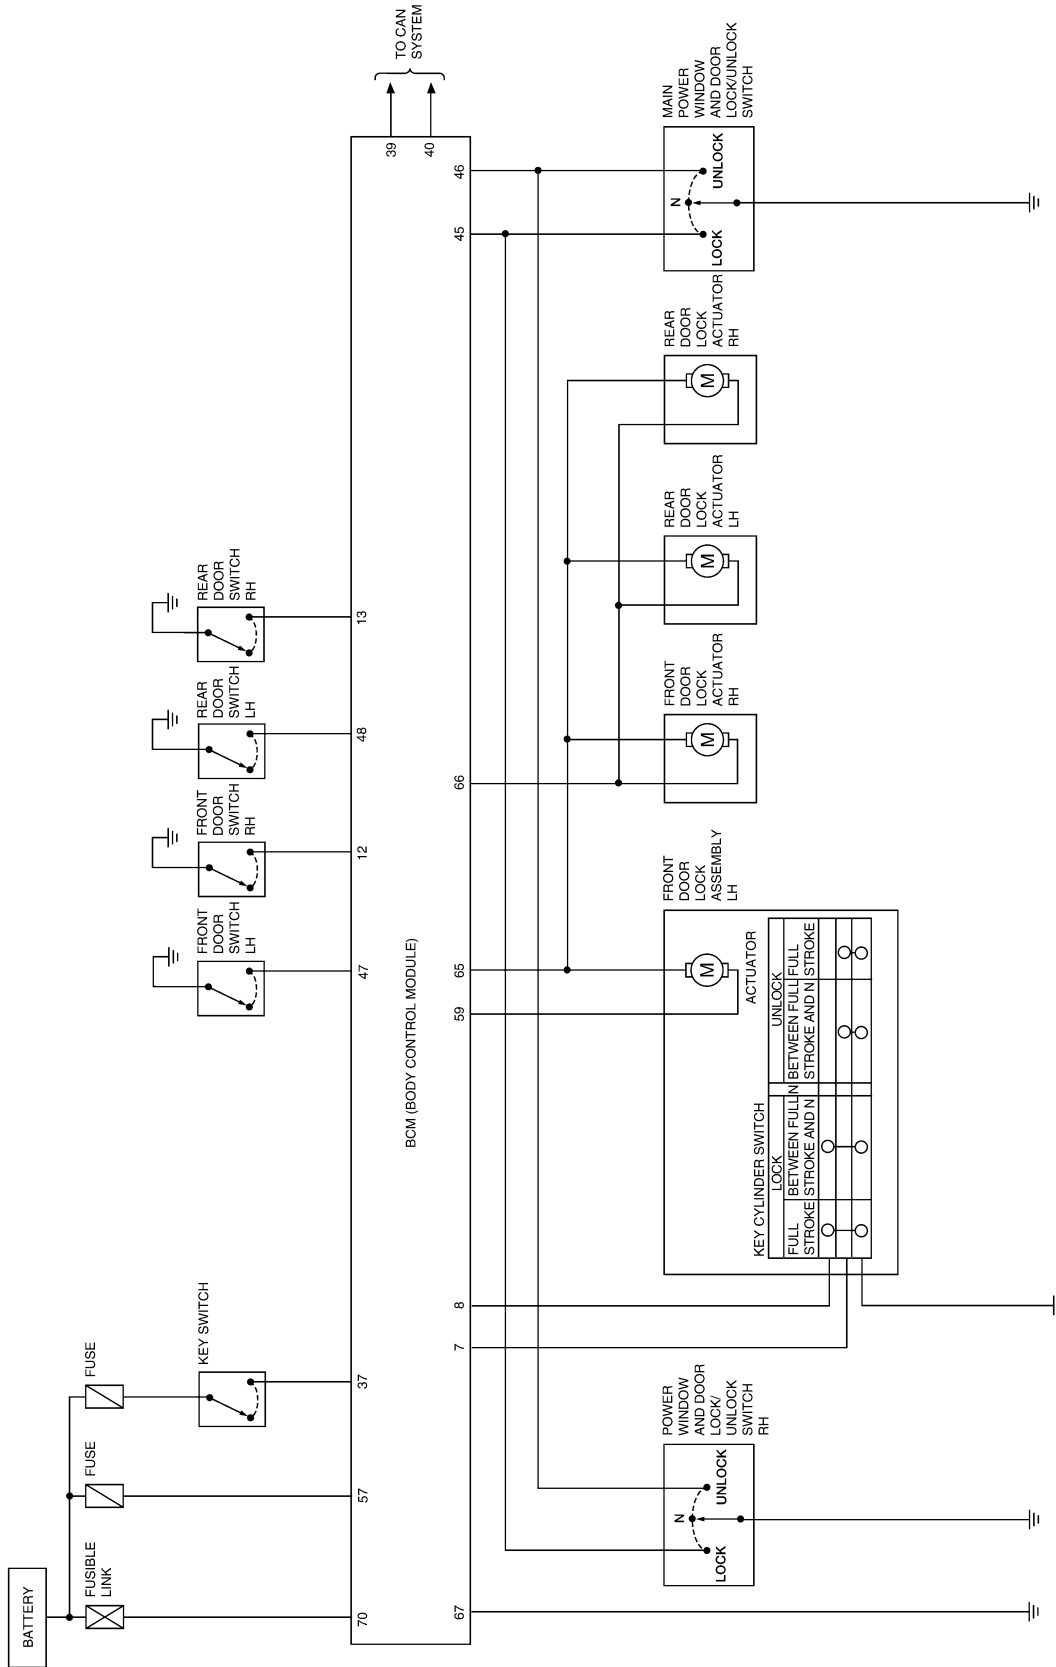 BATTERY
FUSIBLE
LINK
FUSE
FUSE
KEY SWITCH
FRONT
DOOR
SWITCH
LH
FRONT
DOOR
SWITCH
RH
REAR
DOOR
SWITCH
LH
REAR
DOOR
SWITCH
RH
TO CAN
SYSTEM
70
57
37
47
12
48
13
39
40
BCM (BODY CONTROL MODULE)
67
7
8
59
65
66
45
46
POWER
WINDOW
AND DOOR
LOCK/
UNLOCK
SWITCH
RH
LOCK
N
UNLOCK
FRONT
DOOR
LOCK
ASSEMBLY
LH
KEY CYLINDER SWITCH
LOCK
UNLOCK
FULL
STROKE
BETWEEN FULL
STROKE AND N
N
BETWEEN FULL
STROKE AND N
FULL
STROKE
M
ACTUATOR
FRONT
DOOR
LOCK
ACTUATOR
RH
M
REAR
DOOR
LOCK
ACTUATOR
LH
M
REAR
DOOR
LOCK
ACTUATOR
RH
M
MAIN
POWER
WINDOW
AND DOOR
LOCK/UNLOCK
SWITCH
LOCK
N
UNLOCK